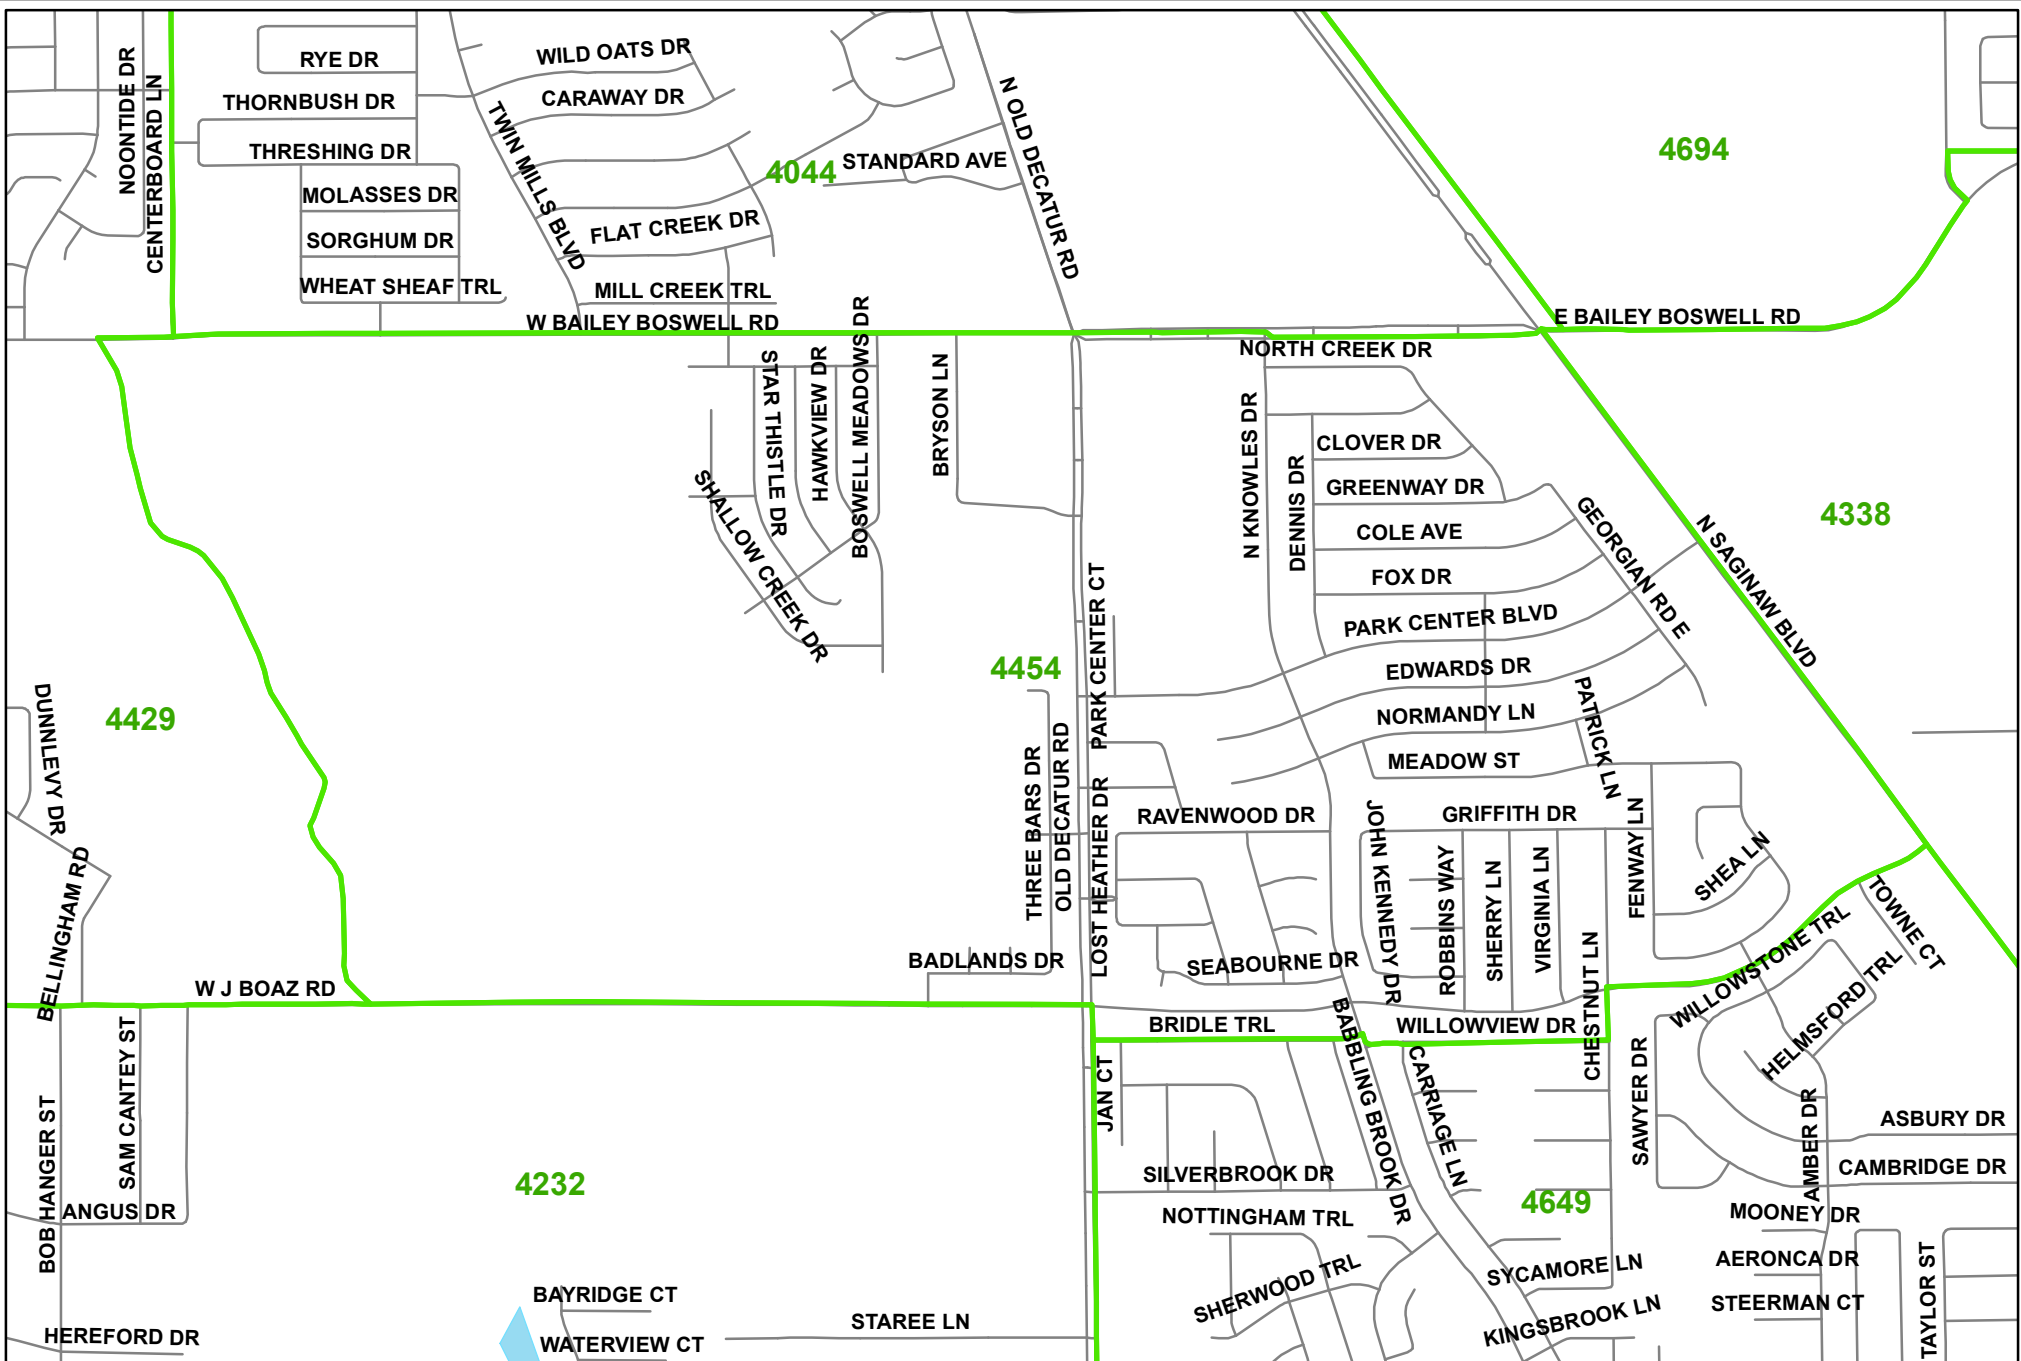 NOONTIDE DR
CENTERBOARD LN
RYE DR
THORNBUSH DR
THRESHING DR
MOLASSES DR
SORGHUM DR
WHEAT SHEAF TRL
WILD OATS DR
CARAWAY DR
TWIN MILLS BLVD
4044
STANDARD AVE
FLAT CREEK DR
MILL CREEK TRL
W BAILEY BOSWELL RD
N OLD DECATUR RD
4694
E BAILEY BOSWELL RD
NORTH CREEK DR
STAR THISTLE DR
HAWKVIEW DR
BOSWELL MEADOWS DR
BRYSON LN
SHALLOW CREEK DR
N KNOWLES DR
DENNIS DR
CLOVER DR
GREENWAY DR
COLE AVE
FOX DR
PARK CENTER BLVD
EDWARDS DR
NORMANDY LN
MEADOW ST
GEORGIAN RD E
N SAGINAW BLVD
4338
PATRICK LN
4454
PARK CENTER CT
4429
DUNNLEVY DR
BELLINGHAM RD
THREE BARS DR
OLD DECATUR RD
LOST HEATHER DR
RAVENWOOD DR
GRIFFITH DR
JOHN KENNEDY DR
ROBBINS WAY
SHERRY LN
VIRGINIA LN
CHESTNUT LN
FENWAY LN
SHEA LN
BADLANDS DR
SEABOURNE DR
WILLOWSTONE TRL
TOWNE CT
HELMSFORD TRL
W J BOAZ RD
BRIDLE TRL
WILLOWVIEW DR
BABBLING BROOK DR
CARRIAGE LN
JAN CT
SAWYER DR
AMBER DR
ASBURY DR
CAMBRIDGE DR
SAM CANTEY ST
BOB HANGER ST
ANGUS DR
4232
SILVERBROOK DR
4649
NOTTINGHAM TRL
MOONEY DR
SHERWOOD TRL
SYCAMORE LN
AERONCA DR
BAYRIDGE CT
STAREE LN
KINGSBROOK LN
STEERMAN CT
TAYLOR ST
HEREFORD DR
WATERVIEW CT